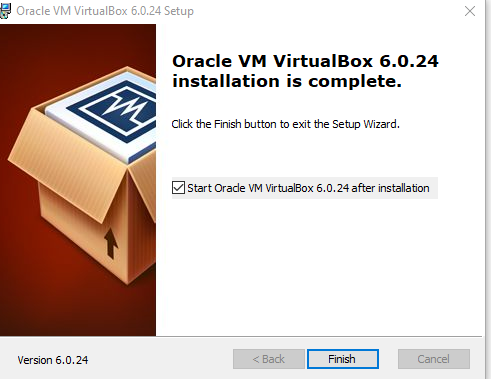 Oracle VM VirtualBox 6.0.24 Setup
Oracle VM VirtualBox 6.0.24
installation is complete.
Click the Finish button to exit the Setup Wizard.
Start Oracle VM VirtualBox 6.0.24 after installation
Version 6.0.24
< Back
Finish
Cancel